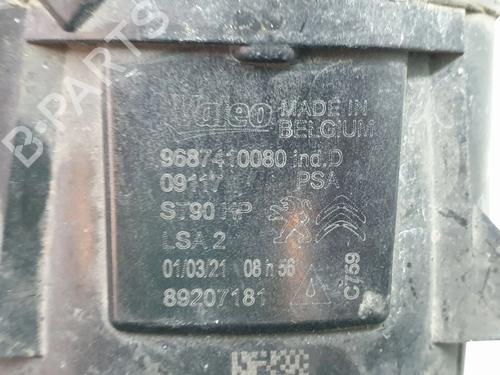 Valeo MADE IN
BELGIUM
9687410080 ind.D
09117 PSA
ST90 HP
LSA 2
01/03/21 08 h 56
89207181
C759
B-PARTS